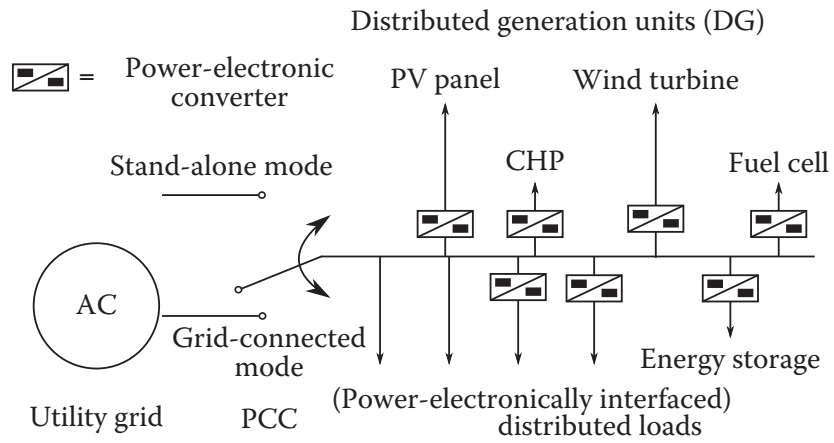 Distributed generation units (DG)
= Power-electronic
converter
PV panel
Wind turbine
Stand-alone mode
CHP
Fuel cell
AC
Grid-connected
mode
Energy storage
(Power-electronically interfaced)
distributed loads
Utility grid
PCC